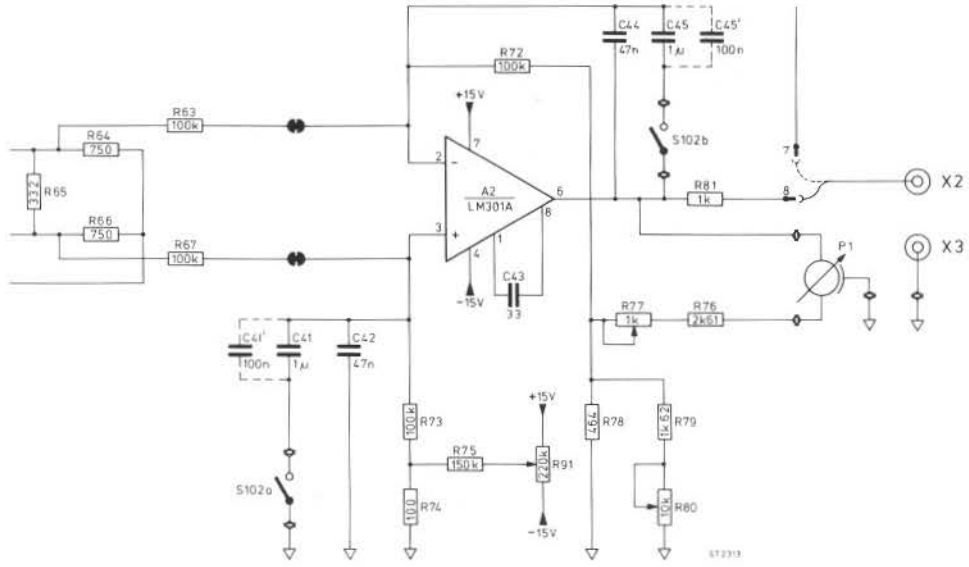 C44
47n
C45
1µ
C45'
100n
R72
100k
+15V
7
R63
100k
R64
750
R65
332
R66
750
R67
100k
2
−
A2
LM301A
6
3
+
1
8
4
−15V
C43
33
S102b
R81
1k
7
8
X2
X3
P1
R77
1k
R76
2k61
C41'
100n
C41
1µ
C42
47n
S102a
100k
R73
R75
150k
100
R74
+15V
220k
R91
−15V
464
R78
1k62
R79
10k
R80
ST2313